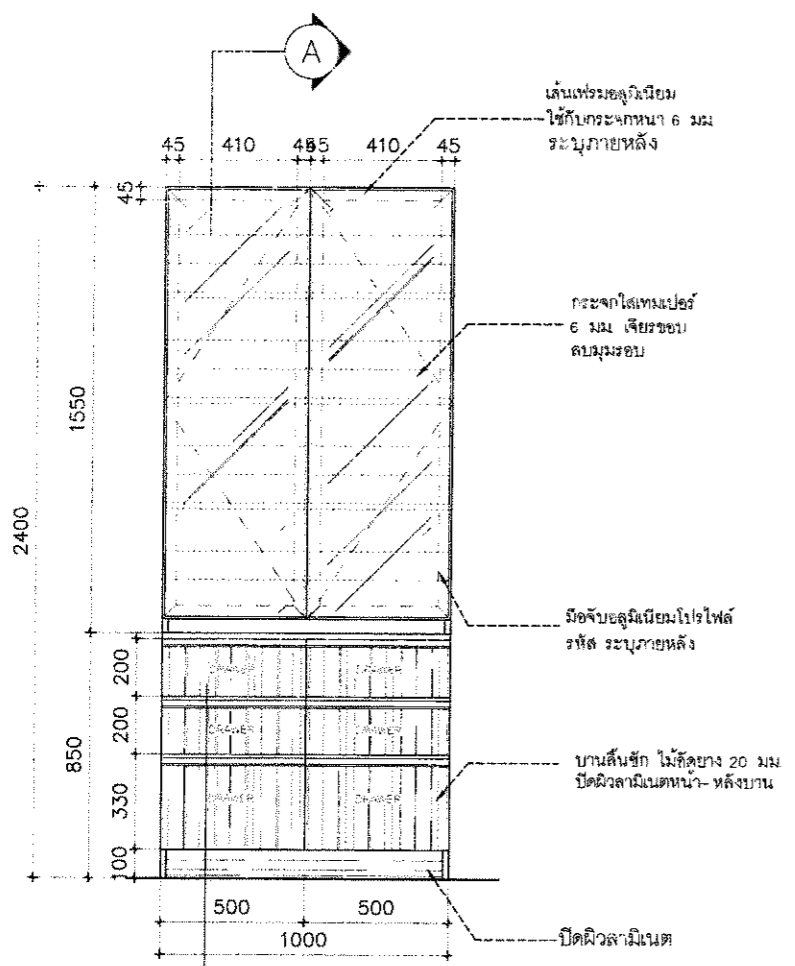 A
เส้นเฟรมอลูมิเนียม
ใช้กับกระจกหนา 6 มม
ระบุภายหลัง
45 410 45 45 410 45
45
กระจกใสเทมเปอร์
6 มม เจียรขอบ
ลบมุมรอบ
1550
2400
มือจับอลูมิเนียมโปรไฟล์
รหัส ระบุภายหลัง
200
DRAWER DRAWER
200
DRAWER DRAWER
850
บานลิ้นชัก ไม้อัดยาง 20 มม
ปิดผิวลามิเนตหน้า-หลังบาน
330
DRAWER DRAWER
100
500 500
1000
ปิดผิวลามิเนต